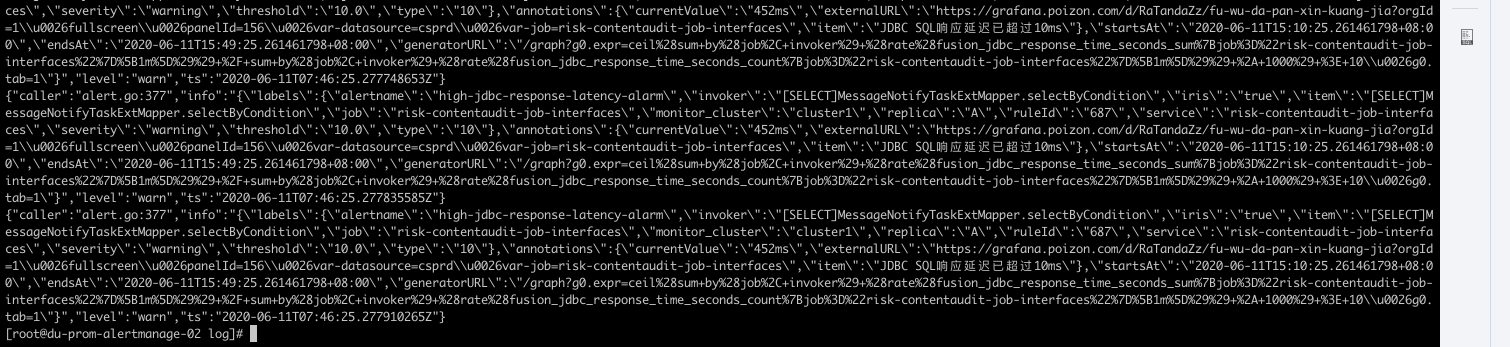 ces\",\"severity\":\"warning\",\"threshold\":\"10.0\",\"type\":\"10\"},\"annotations\":{\"currentValue\":\"452ms\",\"externalURL\":\"https://grafana.poizon.com/d/RaTandaZz/fu-wu-da-pan-xin-kuang-jia?orgId
=1\\u0026fullscreen\\u0026panelId=156\\u0026var-datasource=csprd\\u0026var-job=risk-contentaudit-job-interfaces\",\"item\":\"JDBC SQL响应延迟已超过10ms\"},\"startsAt\":\"2020-06-11T15:10:25.261461798+08:0
0\",\"endsAt\":\"2020-06-11T15:49:25.261461798+08:00\",\"generatorURL\":\"/graph?g0.expr=ceil%28sum+by%28job%2C+invoker%29+%28rate%28fusion_jdbc_response_time_seconds_sum%7Bjob%3D%22risk-contentaudit-job-
interfaces%22%7D%5B1m%5D%29%29+%2F+sum+by%28job%2C+invoker%29+%28rate%28fusion_jdbc_response_time_seconds_count%7Bjob%3D%22risk-contentaudit-job-interfaces%22%7D%5B1m%5D%29%29+%2A+1000%29+%3E+10\\u0026g0.
tab=1\"}","level":"warn","ts":"2020-06-11T07:46:25.277748653Z"}
{"caller":"alert.go:377","info":"{\"labels\":{\"alertname\":\"high-jdbc-response-latency-alarm\",\"invoker\":\"[SELECT]MessageNotifyTaskExtMapper.selectByCondition\",\"iris\":\"true\",\"item\":\"[SELECT]M
essageNotifyTaskExtMapper.selectByCondition\",\"job\":\"risk-contentaudit-job-interfaces\",\"monitor_cluster\":\"cluster1\",\"replica\":\"A\",\"ruleId\":\"687\",\"service\":\"risk-contentaudit-job-interfa
ces\",\"severity\":\"warning\",\"threshold\":\"10.0\",\"type\":\"10\"},\"annotations\":{\"currentValue\":\"452ms\",\"externalURL\":\"https://grafana.poizon.com/d/RaTandaZz/fu-wu-da-pan-xin-kuang-jia?orgId
=1\\u0026fullscreen\\u0026panelId=156\\u0026var-datasource=csprd\\u0026var-job=risk-contentaudit-job-interfaces\",\"item\":\"JDBC SQL响应延迟已超过10ms\"},\"startsAt\":\"2020-06-11T15:10:25.261461798+08:0
0\",\"endsAt\":\"2020-06-11T15:49:25.261461798+08:00\",\"generatorURL\":\"/graph?g0.expr=ceil%28sum+by%28job%2C+invoker%29+%28rate%28fusion_jdbc_response_time_seconds_sum%7Bjob%3D%22risk-contentaudit-job-
interfaces%22%7D%5B1m%5D%29%29+%2F+sum+by%28job%2C+invoker%29+%28rate%28fusion_jdbc_response_time_seconds_count%7Bjob%3D%22risk-contentaudit-job-interfaces%22%7D%5B1m%5D%29%29+%2A+1000%29+%3E+10\\u0026g0.
tab=1\"}","level":"warn","ts":"2020-06-11T07:46:25.277835585Z"}
{"caller":"alert.go:377","info":"{\"labels\":{\"alertname\":\"high-jdbc-response-latency-alarm\",\"invoker\":\"[SELECT]MessageNotifyTaskExtMapper.selectByCondition\",\"iris\":\"true\",\"item\":\"[SELECT]M
essageNotifyTaskExtMapper.selectByCondition\",\"job\":\"risk-contentaudit-job-interfaces\",\"monitor_cluster\":\"cluster1\",\"replica\":\"A\",\"ruleId\":\"687\",\"service\":\"risk-contentaudit-job-interfa
ces\",\"severity\":\"warning\",\"threshold\":\"10.0\",\"type\":\"10\"},\"annotations\":{\"currentValue\":\"452ms\",\"externalURL\":\"https://grafana.poizon.com/d/RaTandaZz/fu-wu-da-pan-xin-kuang-jia?orgId
=1\\u0026fullscreen\\u0026panelId=156\\u0026var-datasource=csprd\\u0026var-job=risk-contentaudit-job-interfaces\",\"item\":\"JDBC SQL响应延迟已超过10ms\"},\"startsAt\":\"2020-06-11T15:10:25.261461798+08:0
0\",\"endsAt\":\"2020-06-11T15:49:25.261461798+08:00\",\"generatorURL\":\"/graph?g0.expr=ceil%28sum+by%28job%2C+invoker%29+%28rate%28fusion_jdbc_response_time_seconds_sum%7Bjob%3D%22risk-contentaudit-job-
interfaces%22%7D%5B1m%5D%29%29+%2F+sum+by%28job%2C+invoker%29+%28rate%28fusion_jdbc_response_time_seconds_count%7Bjob%3D%22risk-contentaudit-job-interfaces%22%7D%5B1m%5D%29%29+%2A+1000%29+%3E+10\\u0026g0.
tab=1\"}","level":"warn","ts":"2020-06-11T07:46:25.277910265Z"}
[root@du-prom-alertmanage-02 log]#